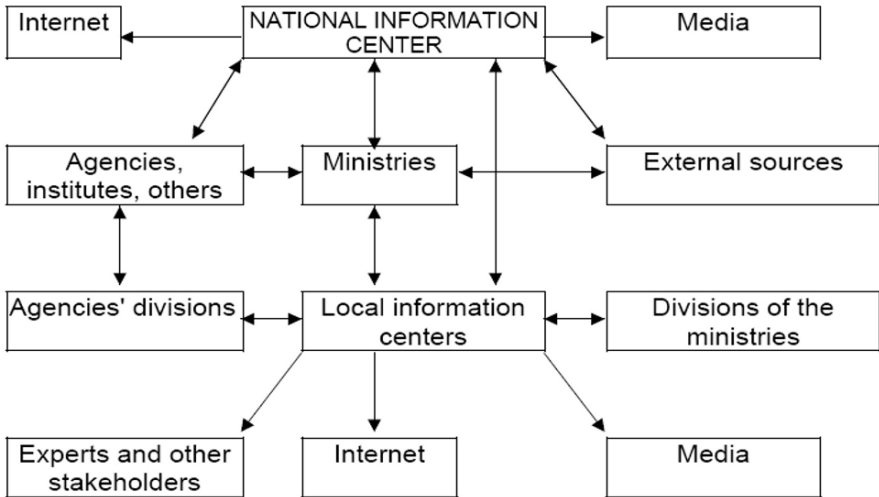 Internet
NATIONAL INFORMATION
CENTER
Media
Agencies,
institutes, others
Ministries
External sources
Agencies' divisions
Local information
centers
Divisions of the
ministries
Experts and other
stakeholders
Internet
Media